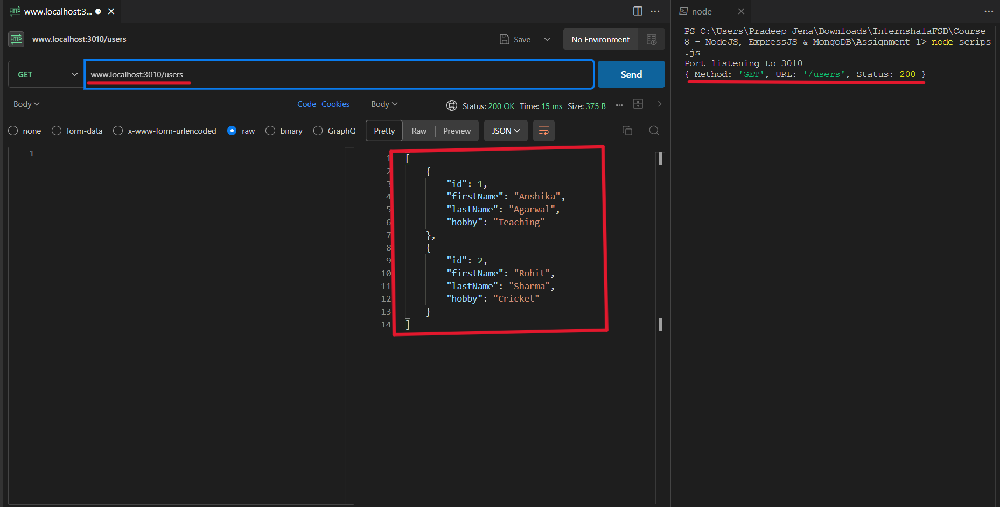 www.localhost:3...
node
HTTP www.localhost:3010/users
Save
No Environment
GET
www.localhost:3010/users
Send
Body
Code Cookies
none form-data x-www-form-urlencoded raw binary GraphQ
1
Body
Status: 200 OK Time: 15 ms Size: 375 B
Pretty Raw Preview JSON
1 [
2 {
3 "id": 1,
4 "firstName": "Anshika",
5 "lastName": "Agarwal",
6 "hobby": "Teaching"
7 },
8 {
9 "id": 2,
10 "firstName": "Rohit",
11 "lastName": "Sharma",
12 "hobby": "Cricket"
13 }
14 ]
PS C:\Users\Pradeep Jena\Downloads\InternshalaFSD\Course
8 - NodeJS, ExpressJS & MongoDB\Assignment 1> node scrips
.js
Port listening to 3010
{ Method: 'GET', URL: '/users', Status: 200 }